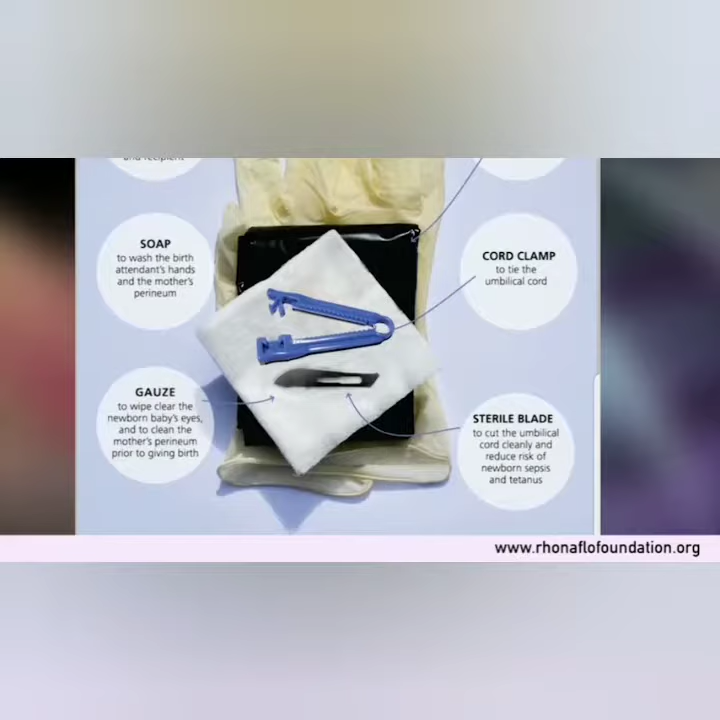 and recipient
SOAP
to wash the birth
attendant's hands
and the mother's
perineum
GAUZE
to wipe clear the
newborn baby's eyes,
and to clean the
mother's perineum
prior to giving birth
CORD CLAMP
to tie the
umbilical cord
STERILE BLADE
to cut the umbilical
cord cleanly and
reduce risk of
newborn sepsis
and tetanus
www.rhonaflofoundation.org